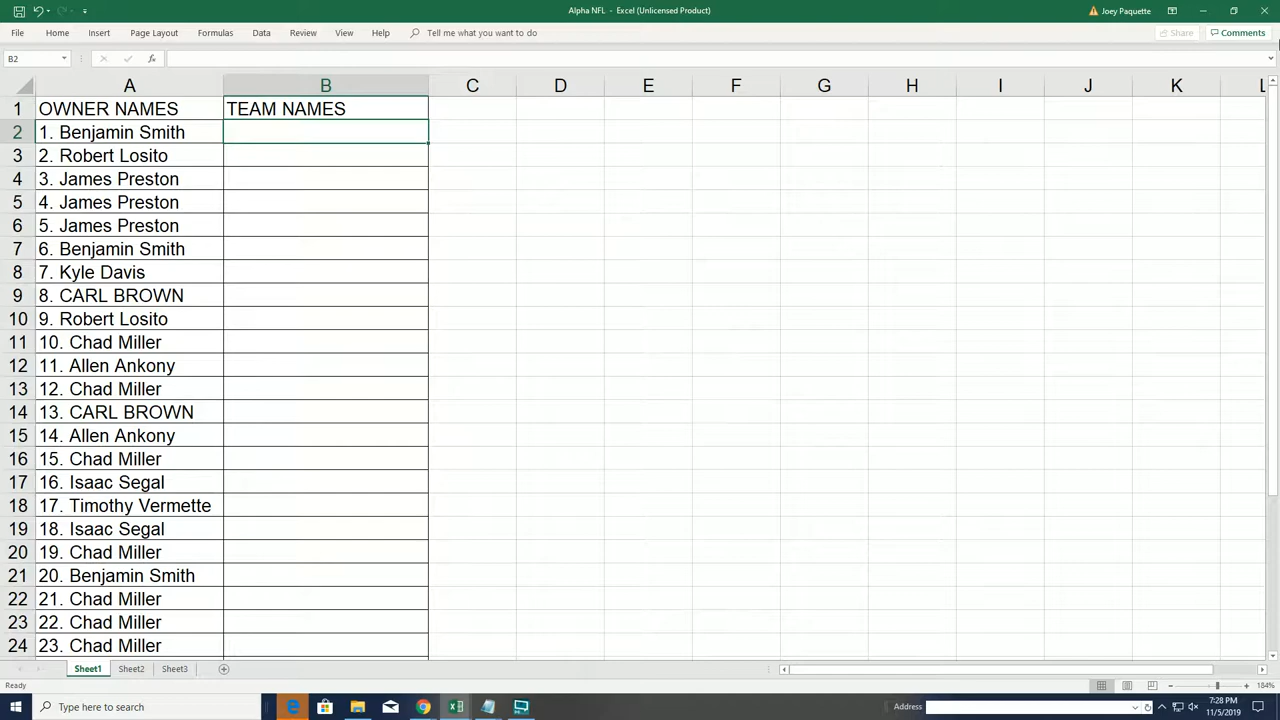 Alpha NFL - Excel (Unlicensed Product)
Joey Paquette
File Home Insert Page Layout Formulas Data Review View Help Tell me what you want to do
Share Comments
B2
fx
A B C D E F G H I J K L
1 OWNER NAMES TEAM NAMES
2 1. Benjamin Smith
3 2. Robert Losito
4 3. James Preston
5 4. James Preston
6 5. James Preston
7 6. Benjamin Smith
8 7. Kyle Davis
9 8. CARL BROWN
10 9. Robert Losito
11 10. Chad Miller
12 11. Allen Ankony
13 12. Chad Miller
14 13. CARL BROWN
15 14. Allen Ankony
16 15. Chad Miller
17 16. Isaac Segal
18 17. Timothy Vermette
19 18. Isaac Segal
20 19. Chad Miller
21 20. Benjamin Smith
22 21. Chad Miller
23 22. Chad Miller
24 23. Chad Miller
Sheet1 Sheet2 Sheet3
Ready
184%
Type here to search
Address
7:28 PM
11/5/2019